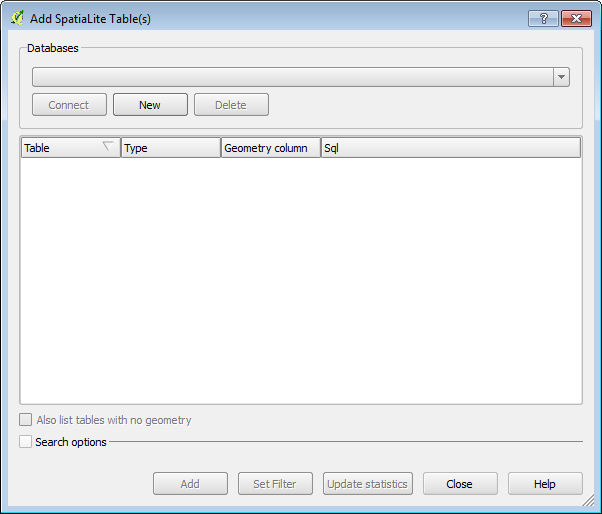 Add SpatiaLite Table(s)
Databases
Connect New Delete
Table Type Geometry column Sql
Also list tables with no geometry
Search options
Add Set Filter Update statistics Close Help